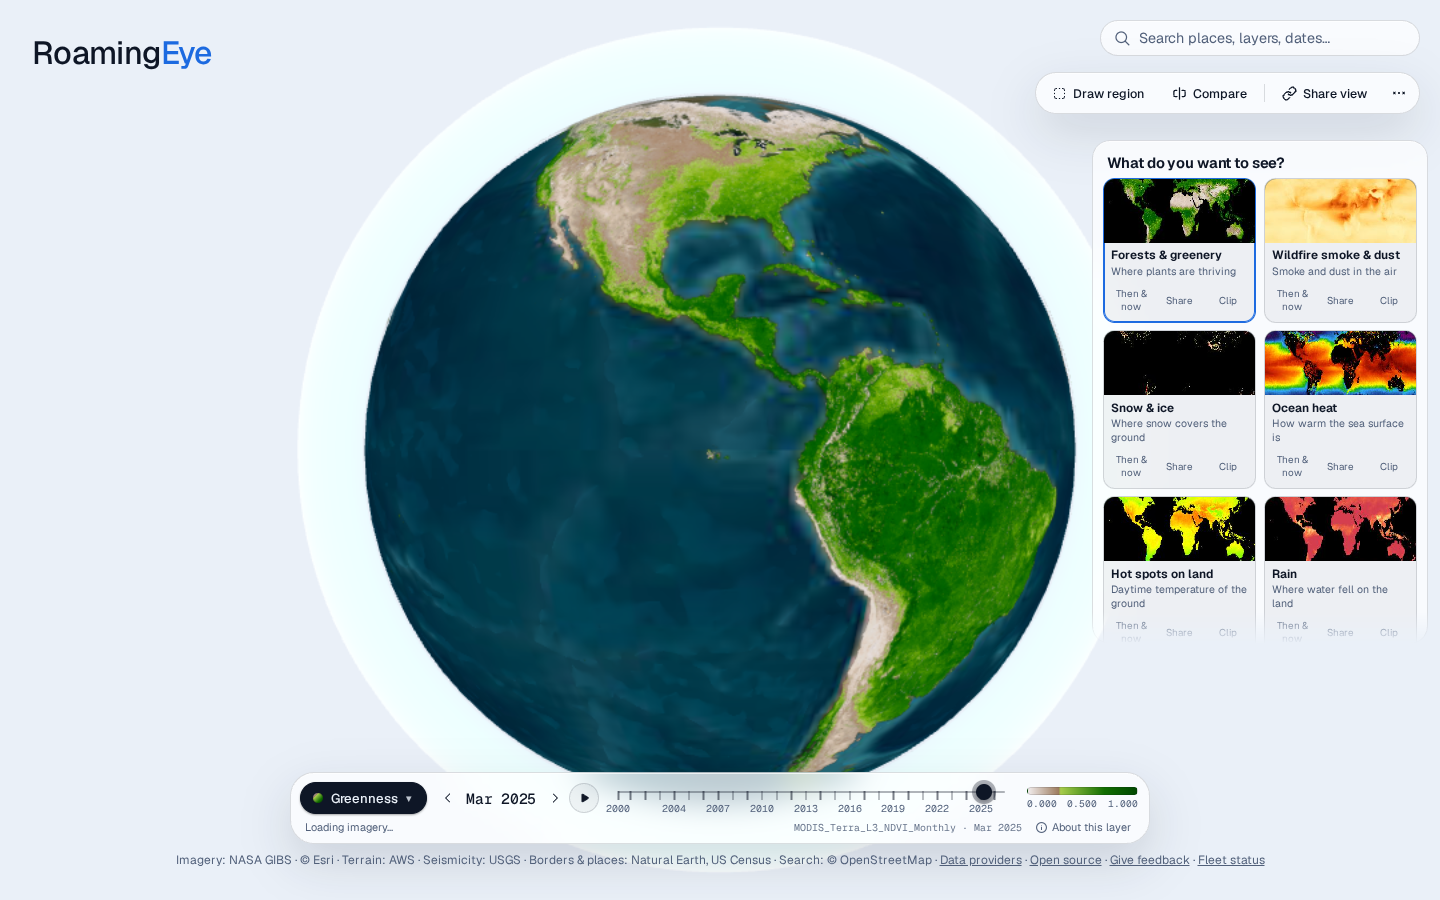 RoamingEye
Search places, layers, dates...
Draw region
Compare
Share view
What do you want to see?
Forests & greenery
Where plants are thriving
Then & now
Share
Clip
Wildfire smoke & dust
Smoke and dust in the air
Then & now
Share
Clip
Snow & ice
Where snow covers the ground
Then & now
Share
Clip
Ocean heat
How warm the sea surface is
Then & now
Share
Clip
Hot spots on land
Daytime temperature of the ground
Then & now
Share
Clip
Rain
Where water fell on the land
Then & now
Share
Clip
Greenness
Mar 2025
2000 2004 2007 2010 2013 2016 2019 2022 2025
0.000 0.500 1.000
Loading imagery...
MODIS_Terra_L3_NDVI_Monthly · Mar 2025
About this layer
Imagery: NASA GIBS · © Esri · Terrain: AWS · Seismicity: USGS · Borders & places: Natural Earth, US Census · Search: © OpenStreetMap · Data providers · Open source · Give feedback · Fleet status